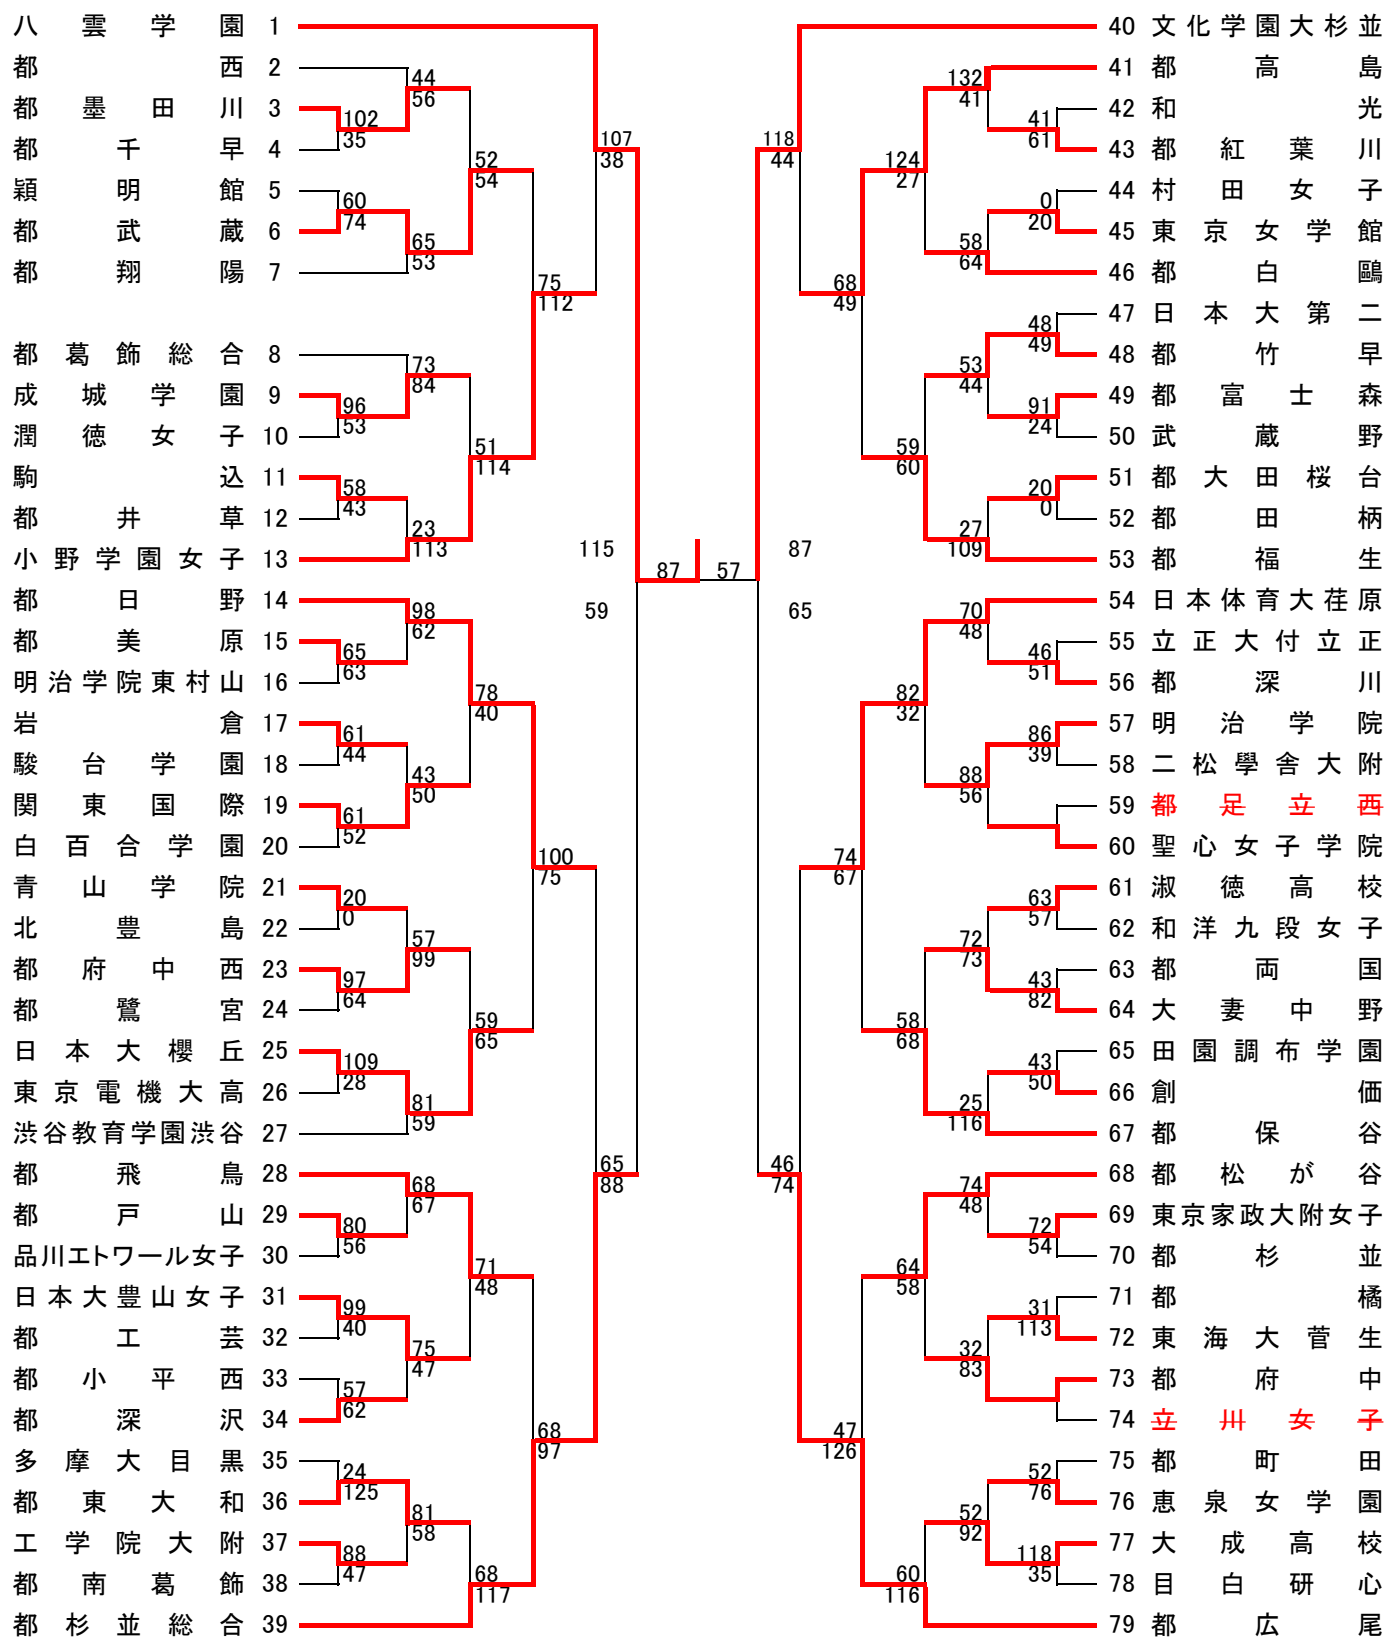 八雲学園 1
都西 2
44
56
都墨田川 3
102
35
都千早 4
107
38
52
54
穎明館 5
60
74
都武蔵 6
65
53
都翔陽 7
75
112
都葛飾総合 8
73
84
成城学園 9
96
53
潤徳女子 10
51
114
駒込 11
58
43
都井草 12
23
113
小野学園女子 13
115
87 57
59
都日野 14
98
62
都美原 15
65
63
明治学院東村山 16
78
40
岩倉 17
61
44
駿台学園 18
43
50
関東国際 19
61
52
白百合学園 20
100
75
青山学院 21
20
0
北豊島 22
57
99
都府中西 23
97
64
都鷺宮 24
59
65
日本大櫻丘 25
109
28
東京電機大高 26
81
59
渋谷教育学園渋谷 27
65
88
都飛鳥 28
68
67
都戸山 29
80
56
品川エトワール女子 30
71
48
日本大豊山女子 31
99
40
都工芸 32
75
47
都小平西 33
57
62
都深沢 34
68
97
多摩大目黒 35
24
125
都東大和 36
81
58
工学院大附 37
88
47
都南葛飾 38
68
117
都杉並総合 39
40 文化学園大杉並
132
41
41 都高島
42 和光
41
61
43 都紅葉川
118
44
124
27
44 村田女子
0
20
45 東京女学館
58
64
46 都白鷗
68
49
47 日本大第二
48
49
48 都竹早
53
44
49 都富士森
91
24
50 武蔵野
59
60
51 都大田桜台
20
0
52 都田柄
27
109
53 都福生
87
65
54 日本体育大荏原
70
48
55 立正大付立正
46
51
56 都深川
82
32
57 明治学院
86
39
58 二松學舎大附
88
56
59 都足立西
60 聖心女子学院
74
67
61 淑徳高校
63
57
62 和洋九段女子
72
73
63 都両国
43
82
64 大妻中野
58
68
65 田園調布学園
43
50
66 創価
25
116
67 都保谷
46
74
68 都松が谷
74
48
69 東京家政大附女子
72
54
70 都杉並
64
58
71 都橘
31
113
72 東海大菅生
32
83
73 都府中
74 立川女子
47
126
75 都町田
52
76
76 恵泉女学園
52
92
77 大成高校
118
35
78 目白研心
60
116
79 都広尾